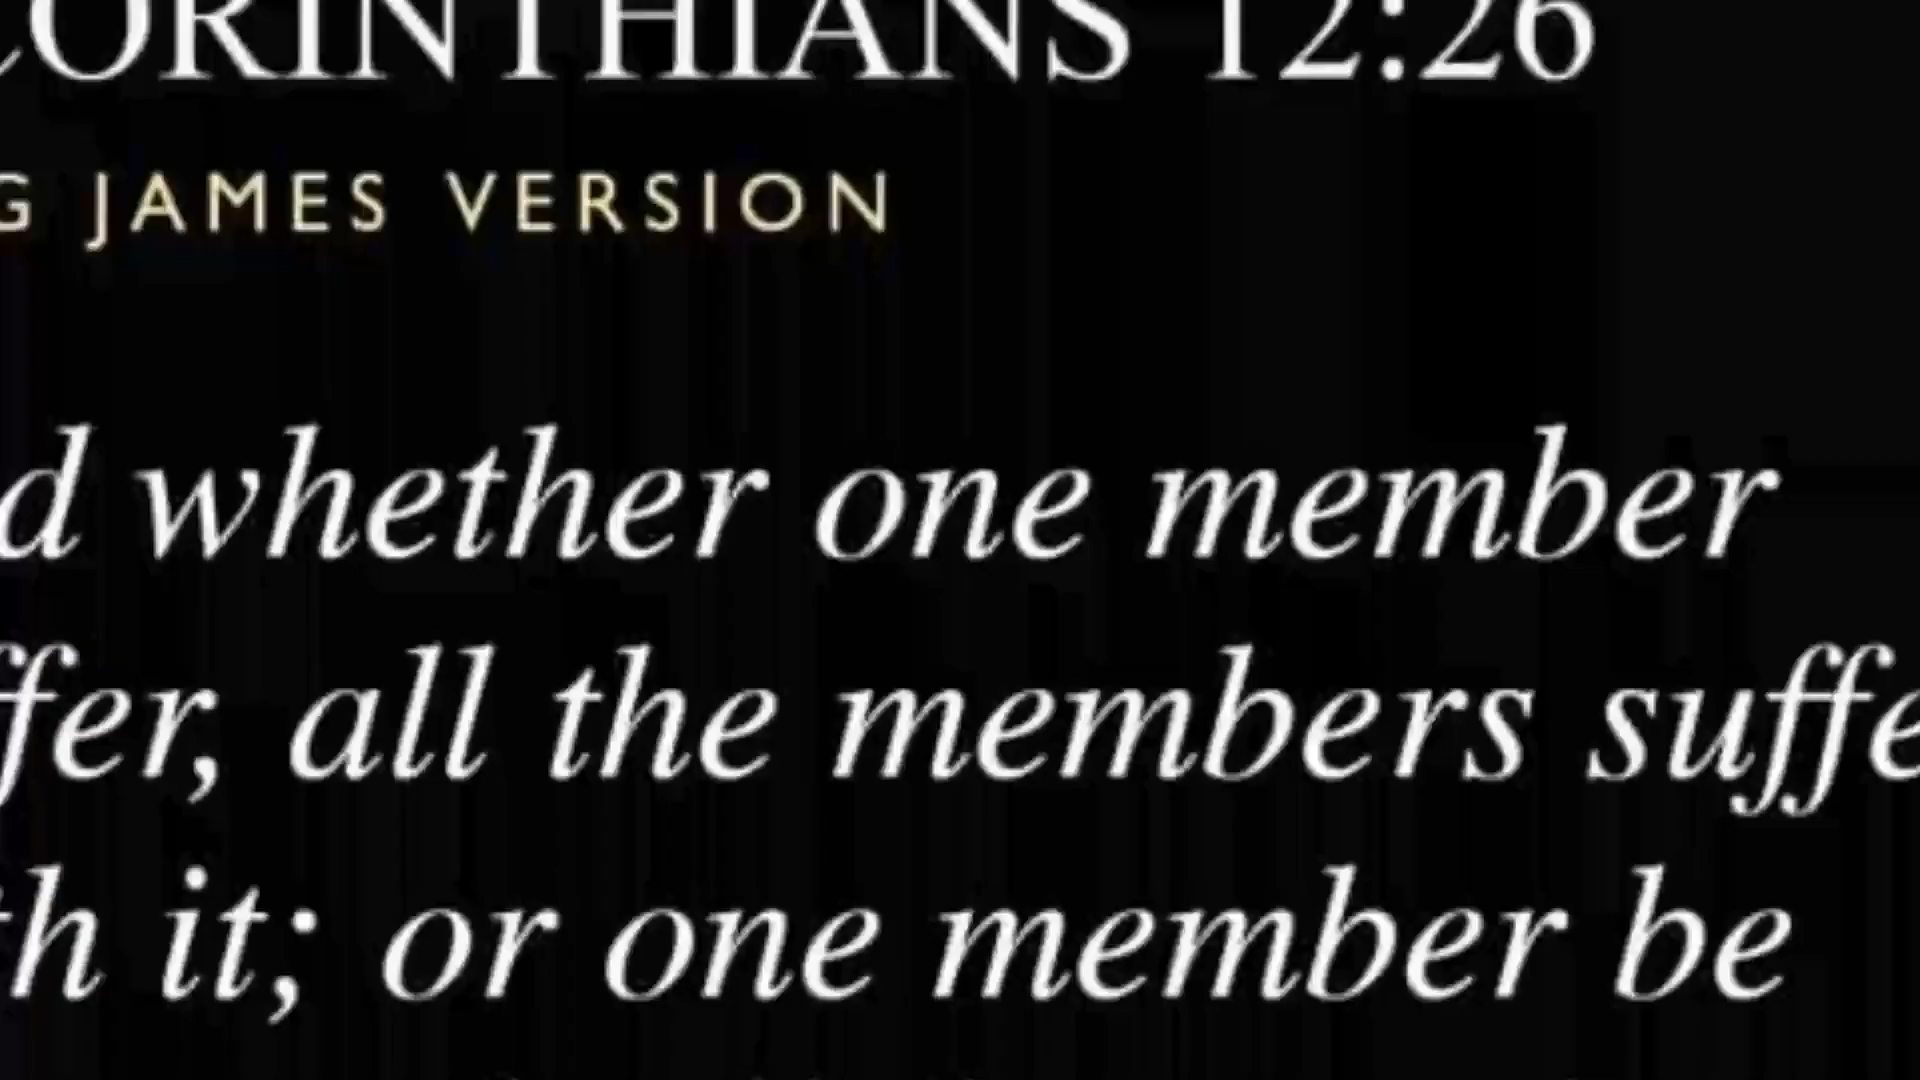 CORINTHIANS 12:26
G JAMES VERSION
d whether one member
ffer, all the members suffe
th it; or one member be